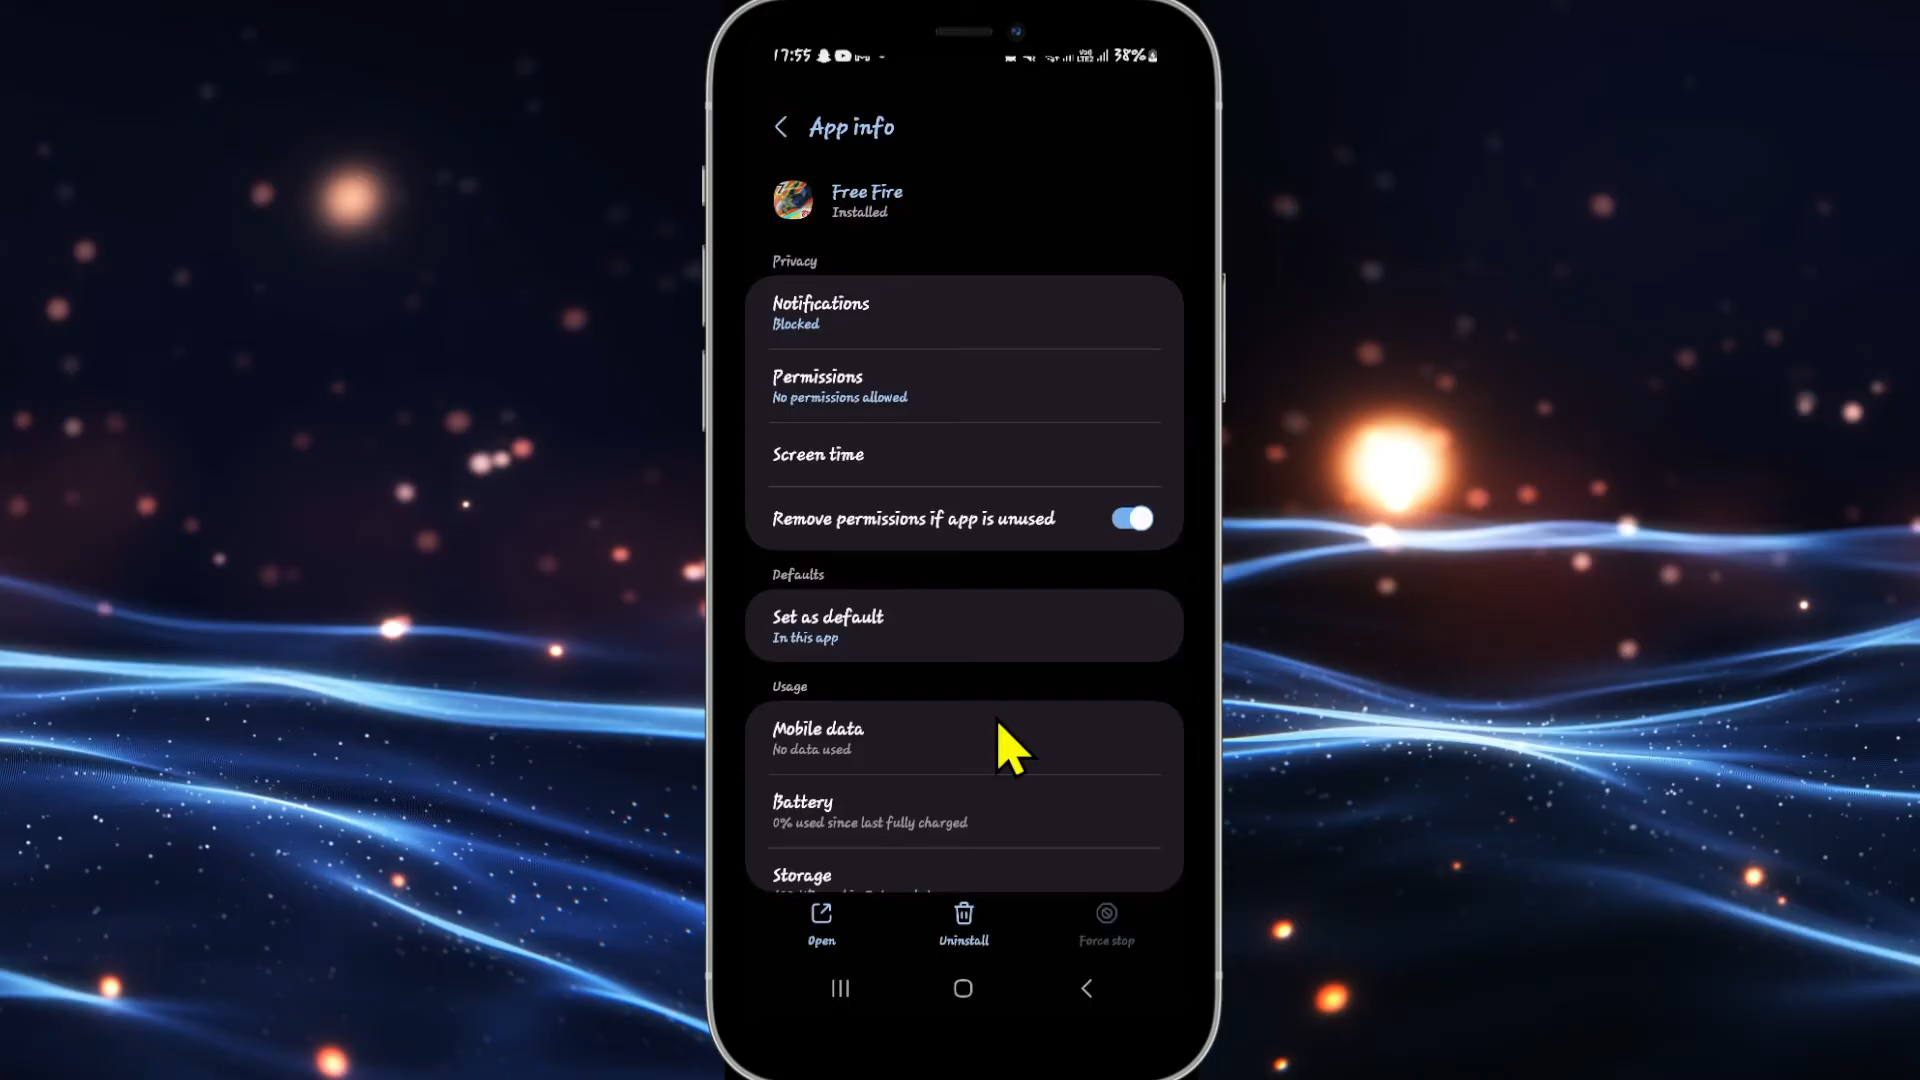 17:55
38%
App info
Free Fire
Installed
Privacy
Notifications
Blocked
Permissions
No permissions allowed
Screen time
Remove permissions if app is unused
Defaults
Set as default
In this app
Usage
Mobile data
No data used
Battery
0% used since last fully charged
Storage
Open
Uninstall
Force stop